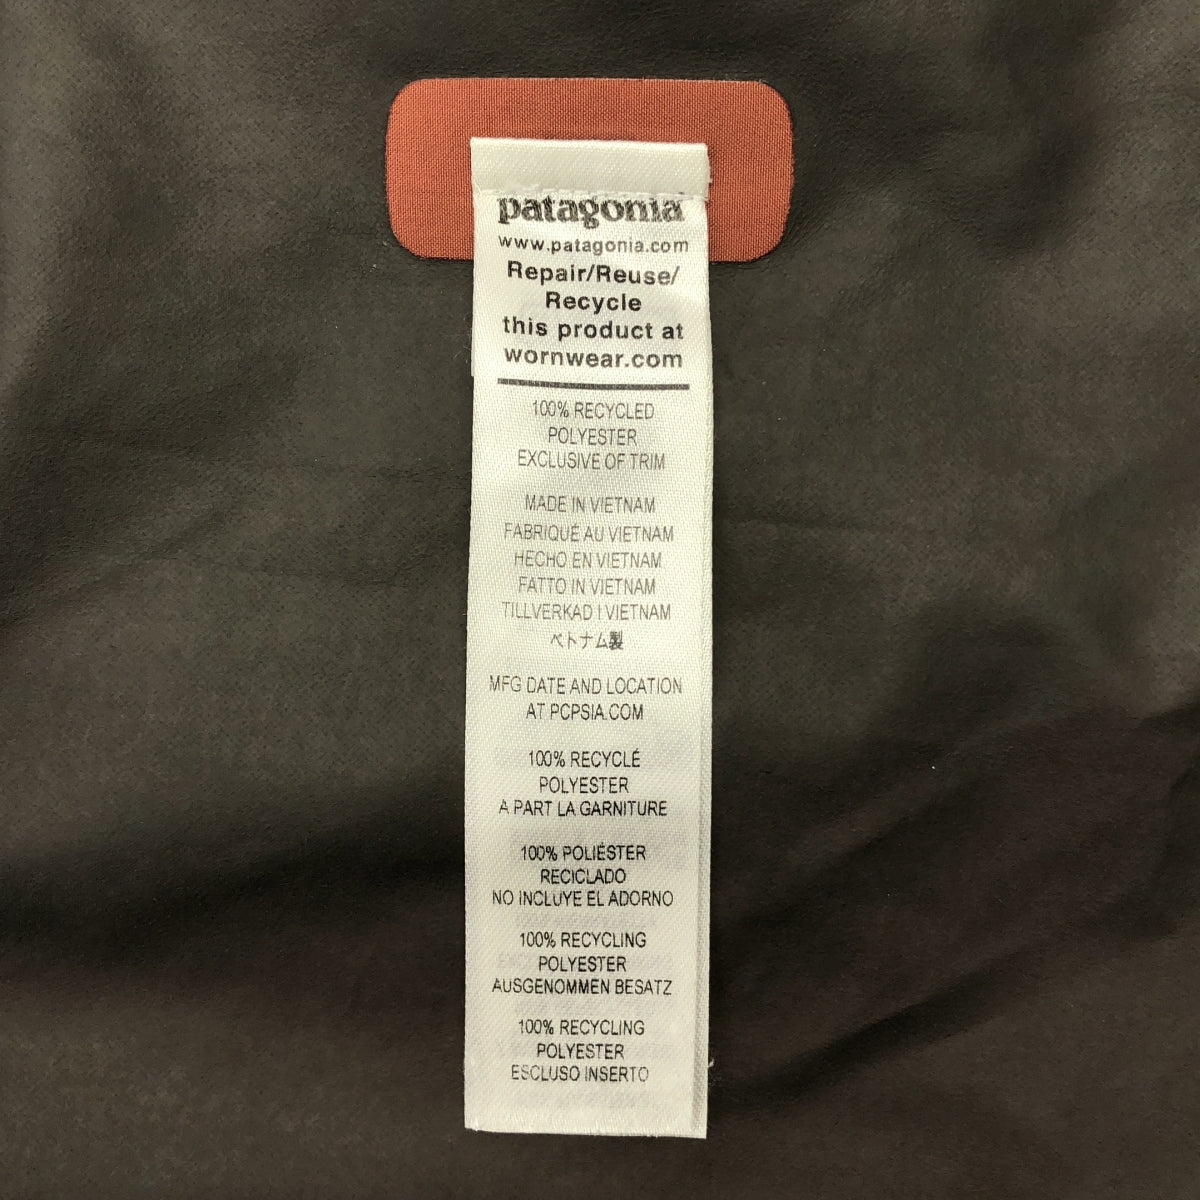 patagonia
www.patagonia.com
Repair/Reuse/
Recycle
this product at
wornwear.com
100% RECYCLED
POLYESTER
EXCLUSIVE OF TRIM
MADE IN VIETNAM
FABRIQUÉ AU VIETNAM
HECHO EN VIETNAM
FATTO IN VIETNAM
TILLVERKAD I VIETNAM
ベトナム製
MFG DATE AND LOCATION
AT PCPSIA.COM
100% RECYCLÉ
POLYESTER
A PART LA GARNITURE
100% POLIÉSTER
RECICLADO
NO INCLUYE EL ADORNO
100% RECYCLING
POLYESTER
AUSGENOMMEN BESATZ
100% RECYCLING
POLYESTER
ESCLUSO INSERTO